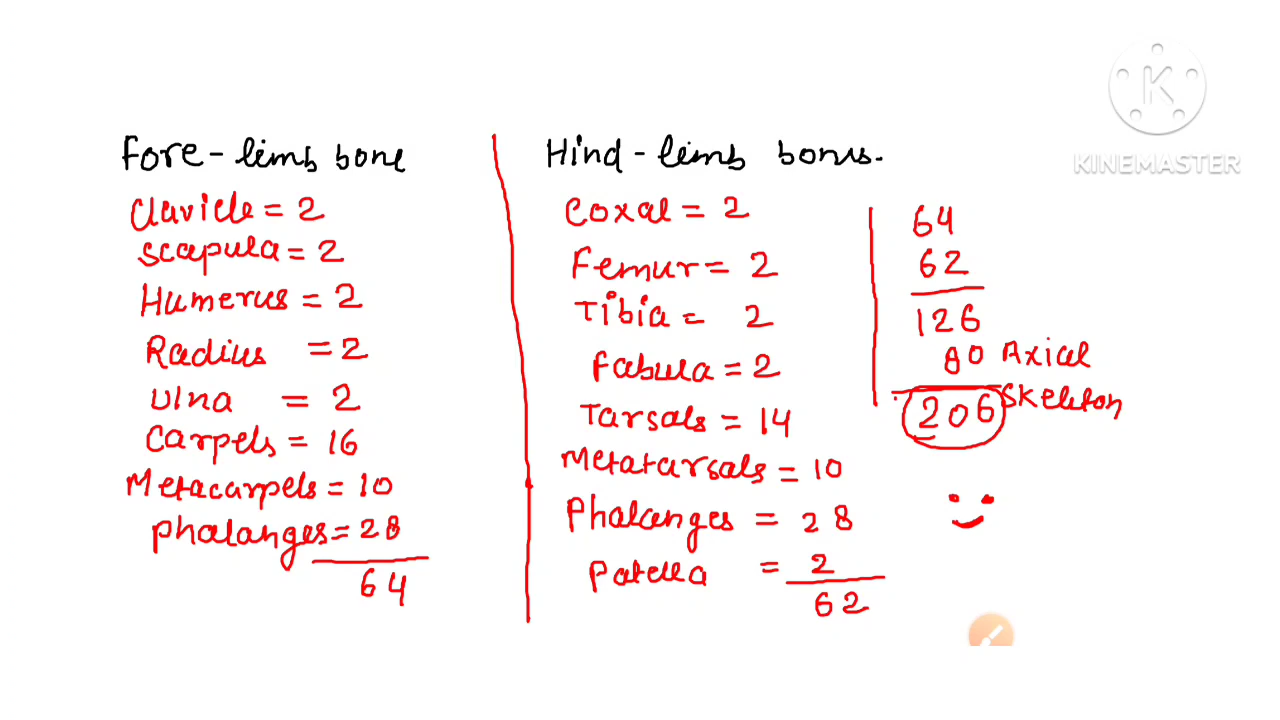 Fore-limb bone
Clavicle = 2
Scapula = 2
Humerus = 2
Radius = 2
Ulna = 2
Carpels = 16
Metacarpels = 10
Phalanges = 28
64
Hind-limb bones.
Coxal = 2
Femur = 2
Tibia = 2
Fabula = 2
Tarsals = 14
Metatarsals = 10
Phalanges = 28
Patella = 2
62
64
62
126
80 Axial
Skeleton
206
K
KINEMASTER